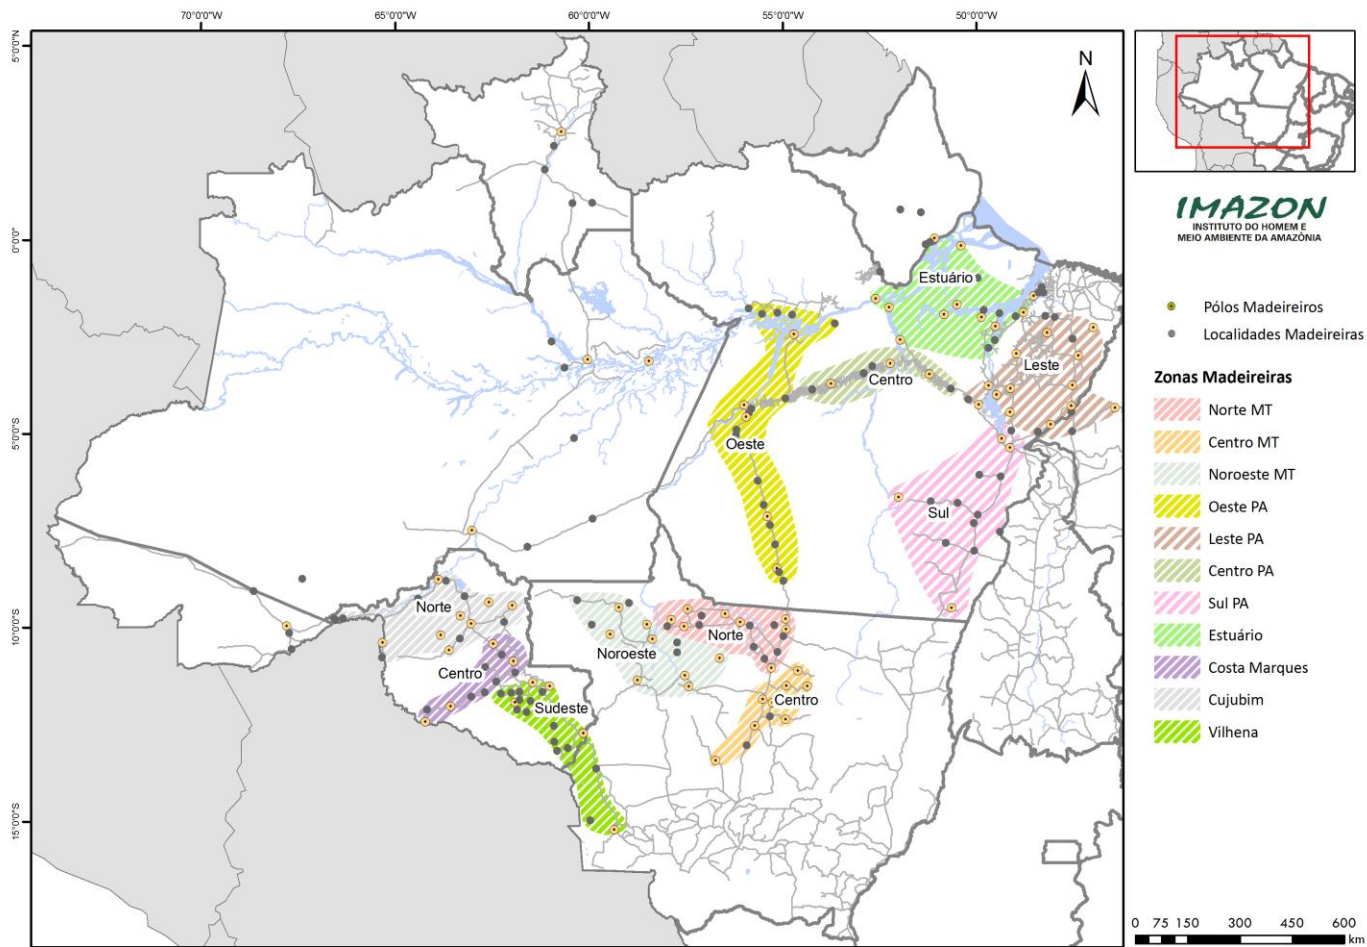 70°0'0"W
65°0'0"W
60°0'0"W
55°0'0"W
50°0'0"W
5°0'0"N
0°0'0"
5°0'0"S
10°0'0"S
15°0'0"S
N
Estuário
Leste
Centro
Oeste
Sul
Norte
Norte
Noroeste
Centro
Centro
Sudeste
IMAZON
INSTITUTO DO HOMEM E
MEIO AMBIENTE DA AMAZÔNIA
Pólos Madeireiros
Localidades Madeireiras
Zonas Madeireiras
Norte MT
Centro MT
Noroeste MT
Oeste PA
Leste PA
Centro PA
Sul PA
Estuário
Costa Marques
Cujubim
Vilhena
0 75 150 300 450 600
km